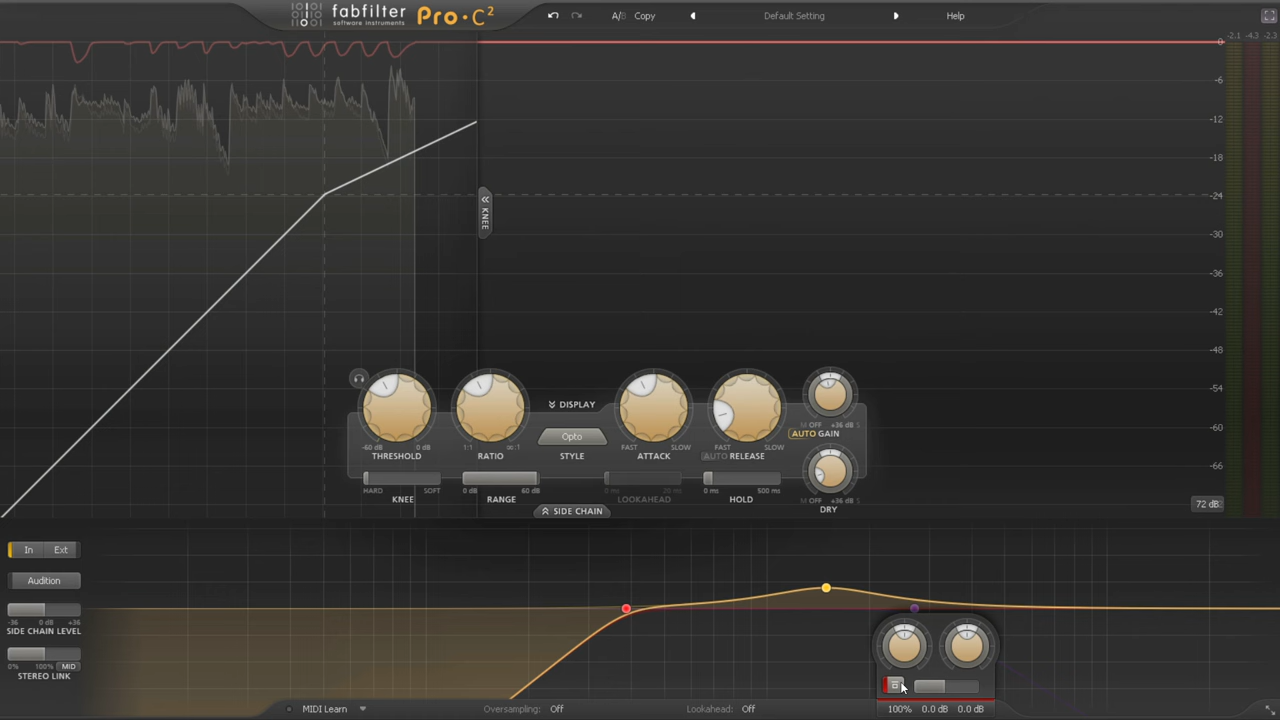 fabfilter
software instruments
Pro·C²
A/B Copy
Default Setting
Help
-2.1 -4.3 -2.3
0
-6
-12
-18
-24
-30
-36
-42
-48
-54
-60
-66
72 dB
KNEE
DISPLAY
-60 dB 0 dB
THRESHOLD
1:1 ∞:1
RATIO
Opto
STYLE
FAST SLOW
ATTACK
FAST SLOW
AUTO RELEASE
M OFF +36 dB S
AUTO GAIN
HARD SOFT
KNEE
0 dB 60 dB
RANGE
0 ms 20 ms
LOOKAHEAD
0 ms 500 ms
HOLD
M OFF +36 dB S
DRY
SIDE CHAIN
In Ext
Audition
-36 0 dB +36
SIDE CHAIN LEVEL
0% 100% MID
STEREO LINK
MIDI Learn
Oversampling: Off
Lookahead: Off
100% 0.0 dB 0.0 dB